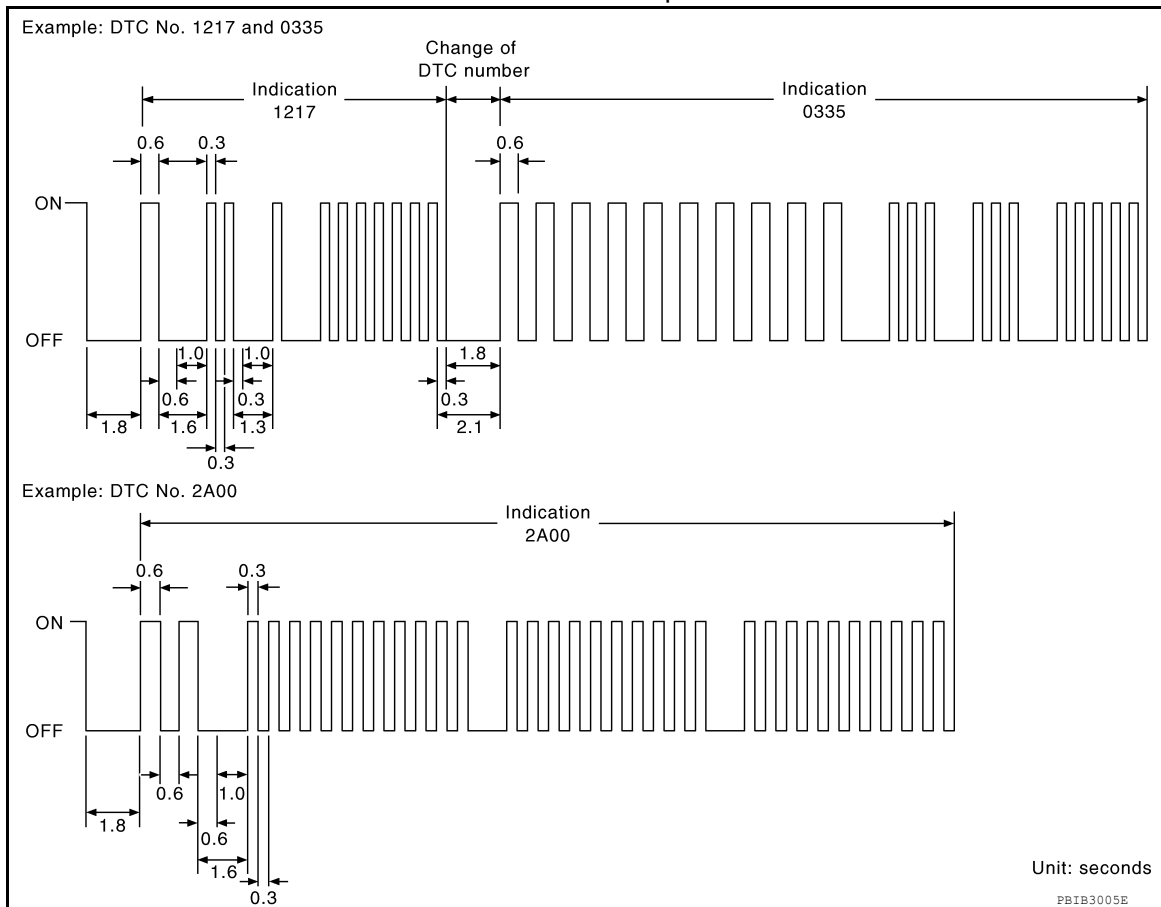 Example: DTC No. 1217 and 0335
Change of
DTC number
Indication
1217
Indication
0335
0.6
0.3
0.6
ON
OFF
1.0
1.0
1.8
0.6
0.3
0.3
1.8
1.6
1.3
2.1
0.3
Example: DTC No. 2A00
Indication
2A00
0.6
0.3
ON
OFF
0.6
1.0
1.8
0.6
1.6
0.3
Unit: seconds
PBIB3005E